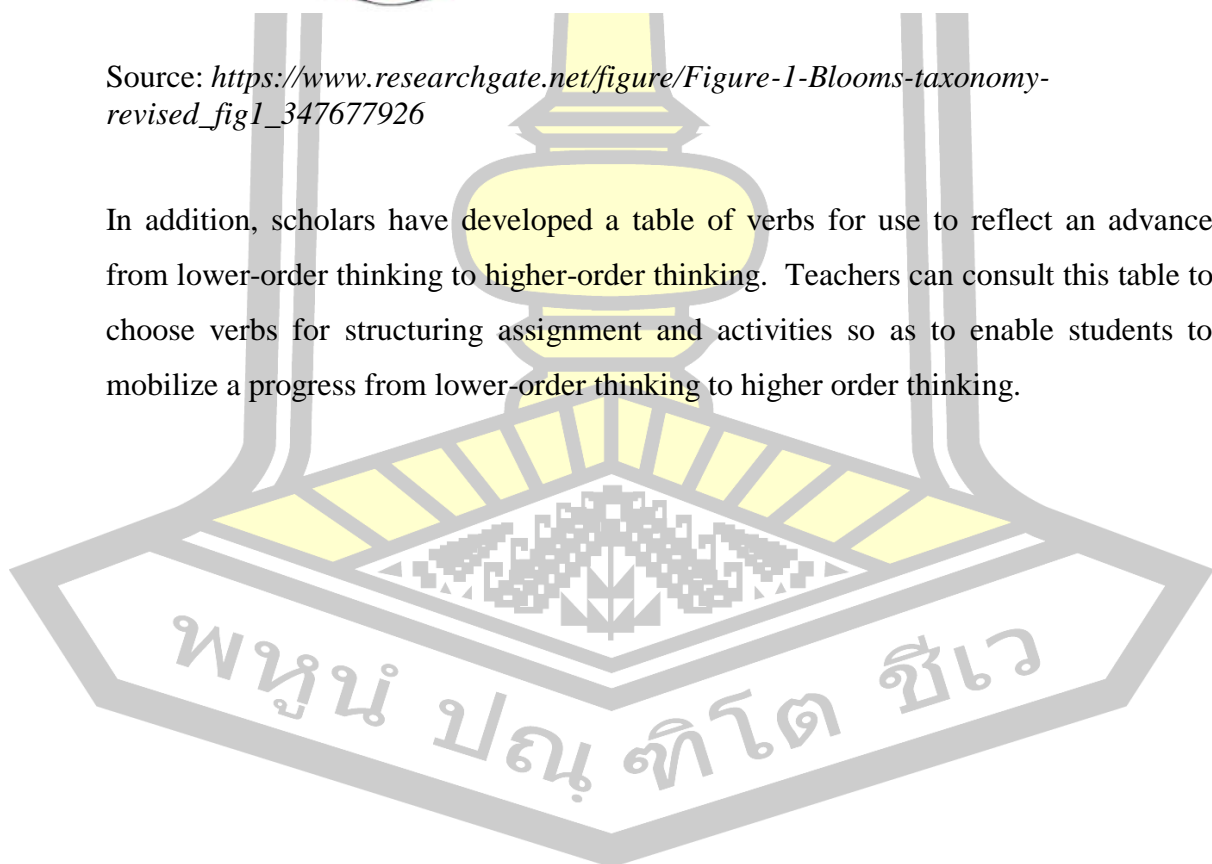 Source: https://www.researchgate.net/figure/Figure-1-Blooms-taxonomy-
revised_fig1_347677926
In addition, scholars have developed a table of verbs for use to reflect an advance
from lower-order thinking to higher-order thinking. Teachers can consult this table to
choose verbs for structuring assignment and activities so as to enable students to
mobilize a progress from lower-order thinking to higher order thinking.
พหูนํ ปณฺฑิโต ชีเว